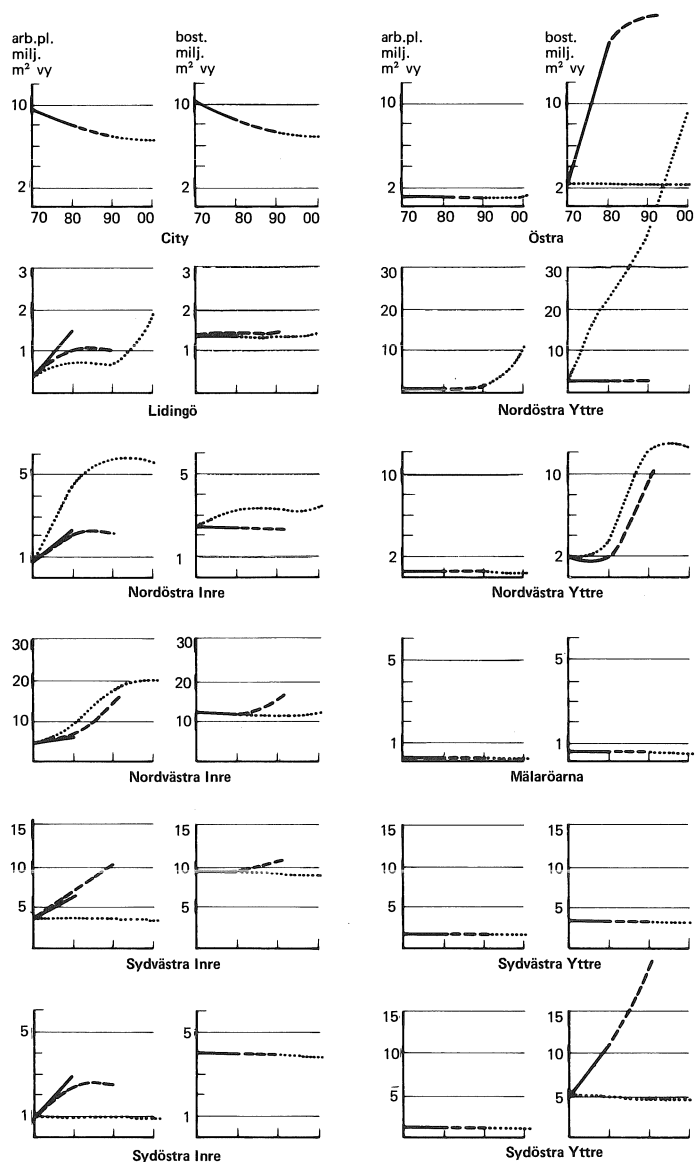 arb.pl.
milj.
m² vy
bost.
milj.
m² vy
10
2
70 80 90 00
10
2
70 80 90 00
City
arb.pl.
milj.
m² vy
bost.
milj.
m² vy
10
2
70 80 90 00
10
2
70 80 90 00
Östra
3
2
1
3
2
1
Lidingö
30
20
10
30
20
10
Nordöstra Yttre
5
1
5
1
Nordöstra Inre
10
2
10
2
Nordvästra Yttre
30
20
10
30
20
10
Nordvästra Inre
5
1
5
1
Mälaröarna
15
10
5
15
10
5
Sydvästra Inre
15
10
5
15
10
5
Sydvästra Yttre
5
1
5
1
Sydöstra Inre
15
10
5
15
10
5
Sydöstra Yttre